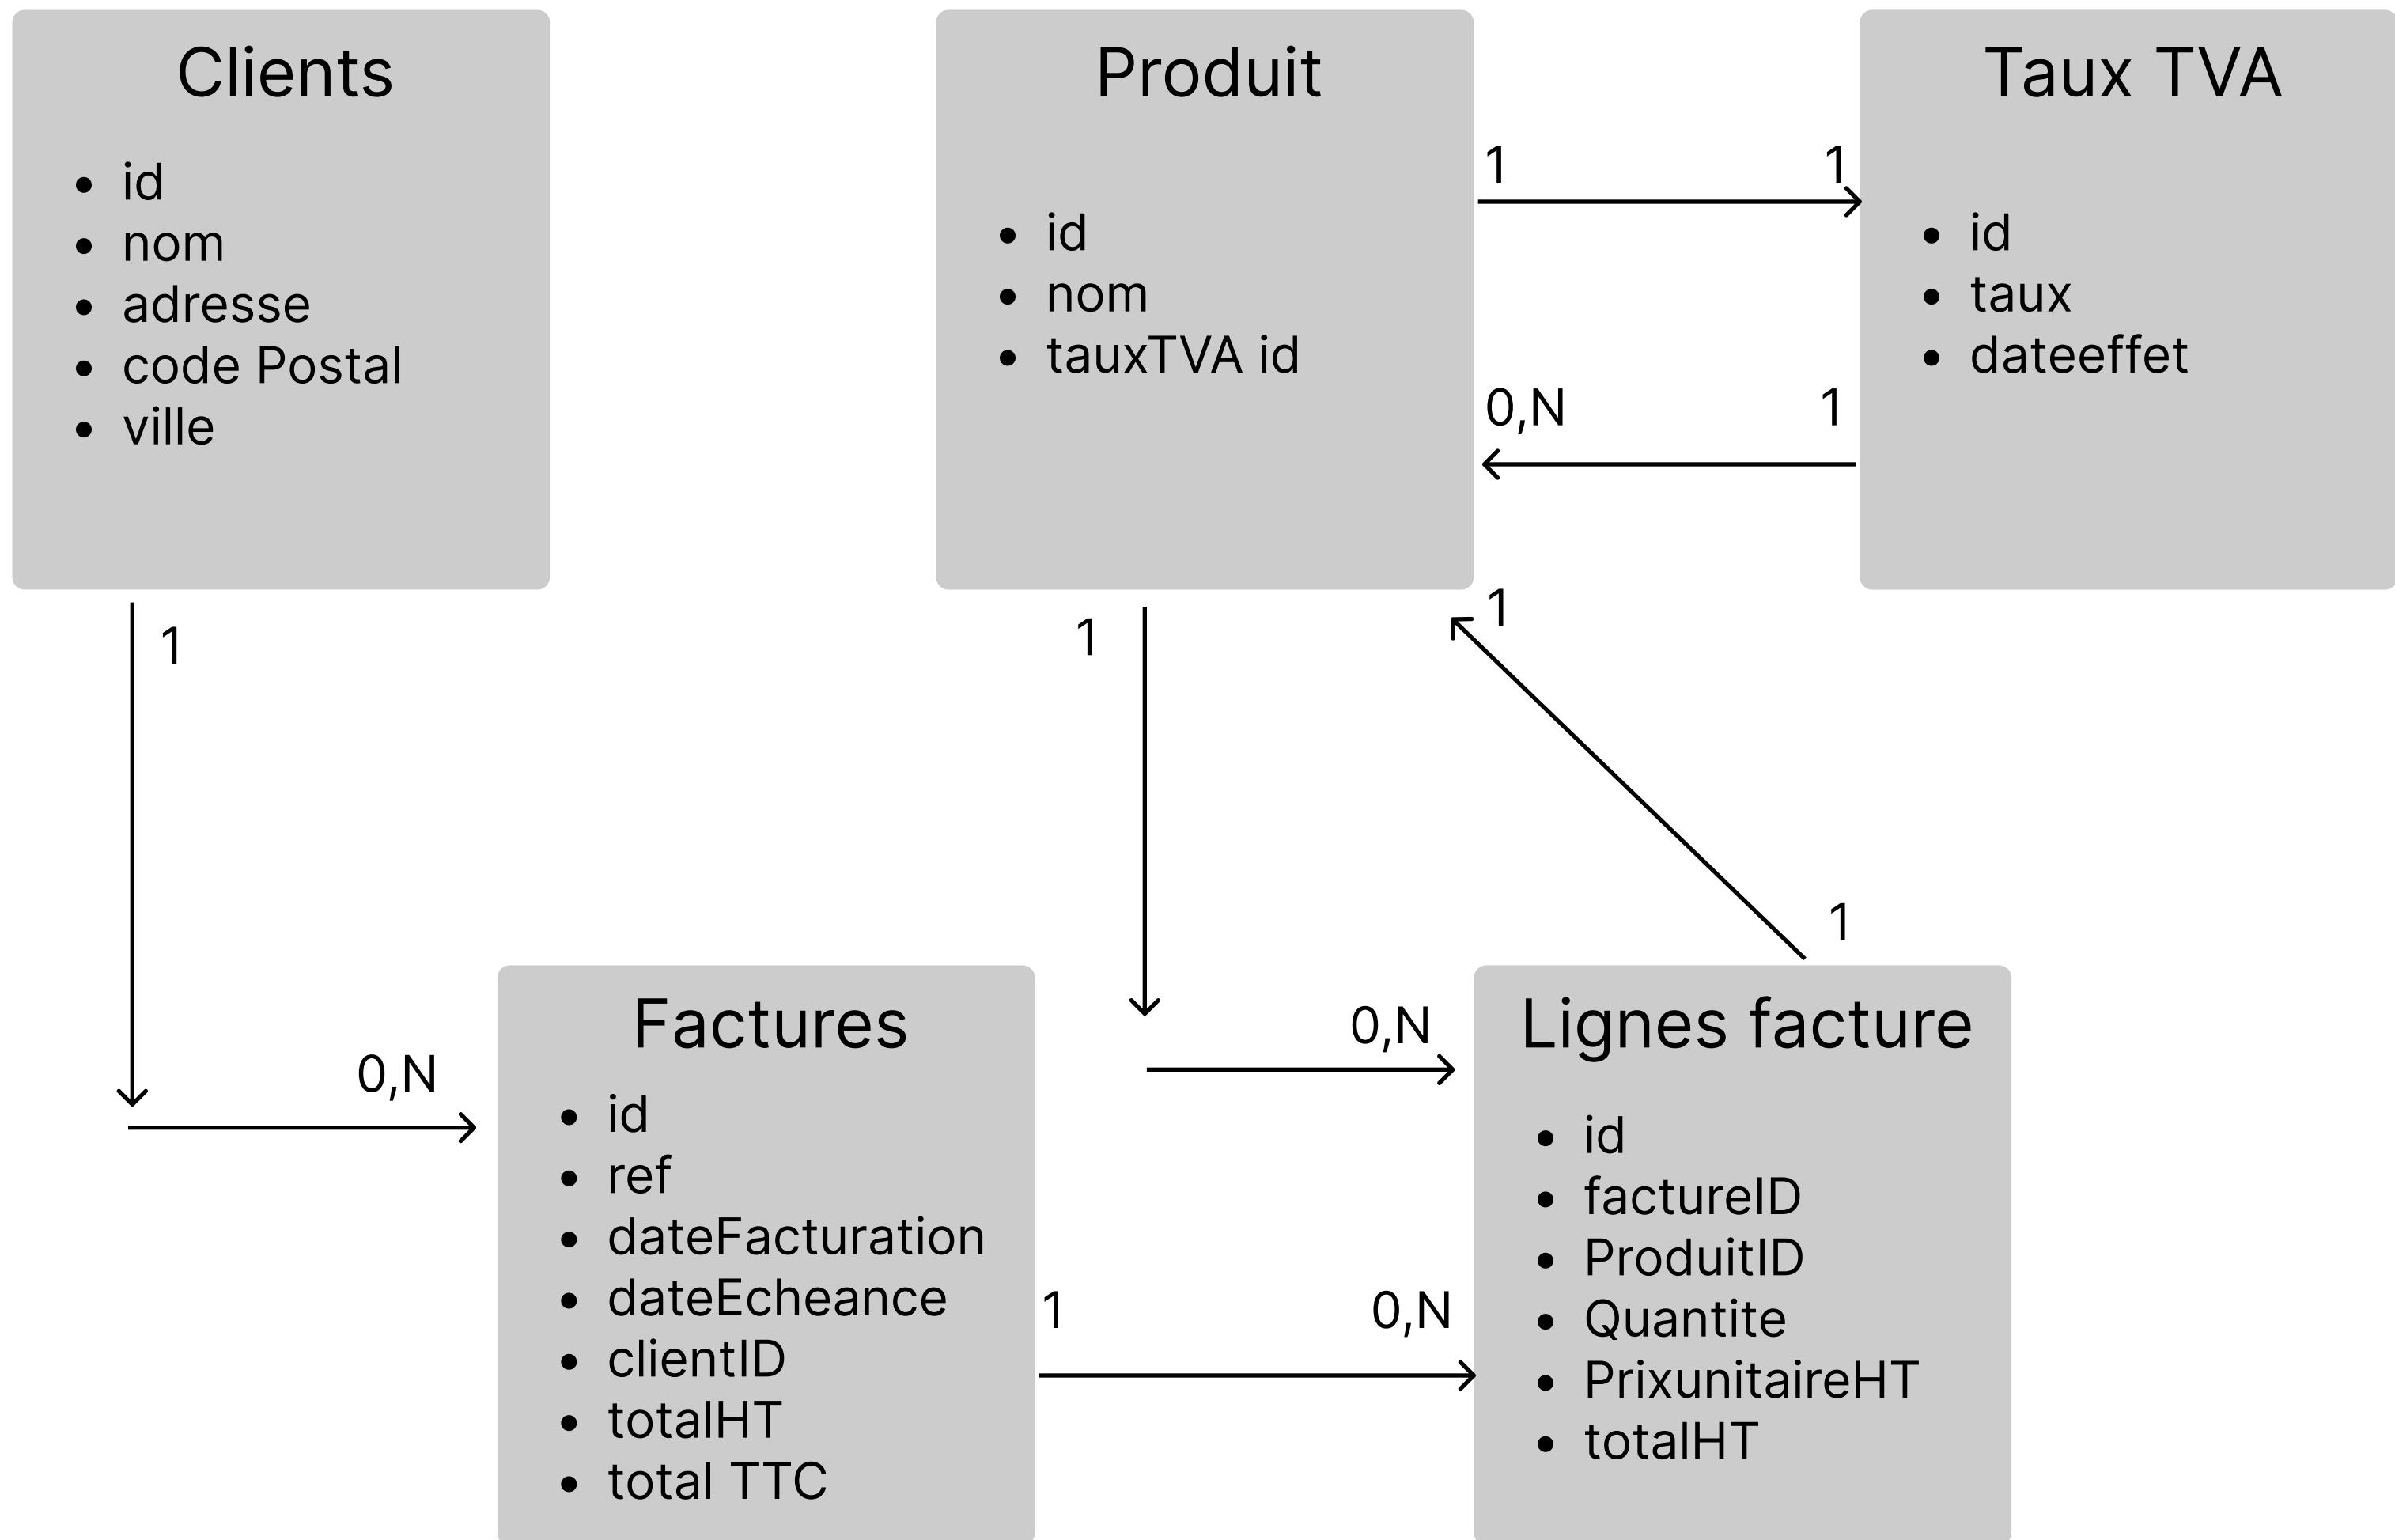 Clients
• id
• nom
• adresse
• code Postal
• ville
Produit
• id
• nom
• tauxTVA id
Taux TVA
• id
• taux
• dateeffet
1
1
0,N
1
1
1
1
1
0,N
0,N
Factures
• id
• ref
• dateFacturation
• dateEcheance
• clientID
• totalHT
• total TTC
1
0,N
Lignes facture
• id
• factureID
• ProduitID
• Quantite
• PrixunitaireHT
• totalHT